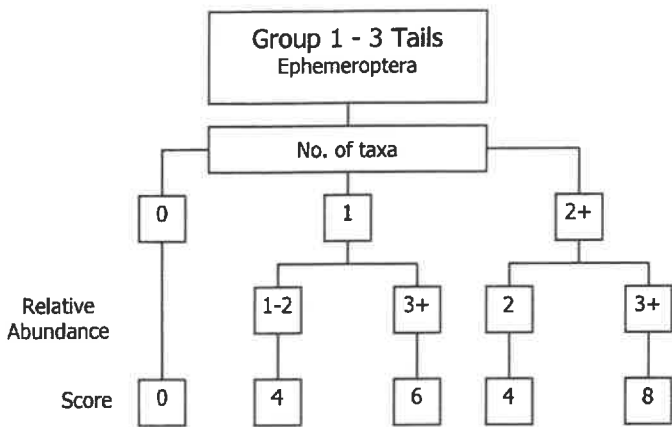 Group 1 - 3 Tails
Ephemeroptera
No. of taxa
0 1 2+
Relative
Abundance
1-2 3+ 2 3+
Score 0 4 6 4 8